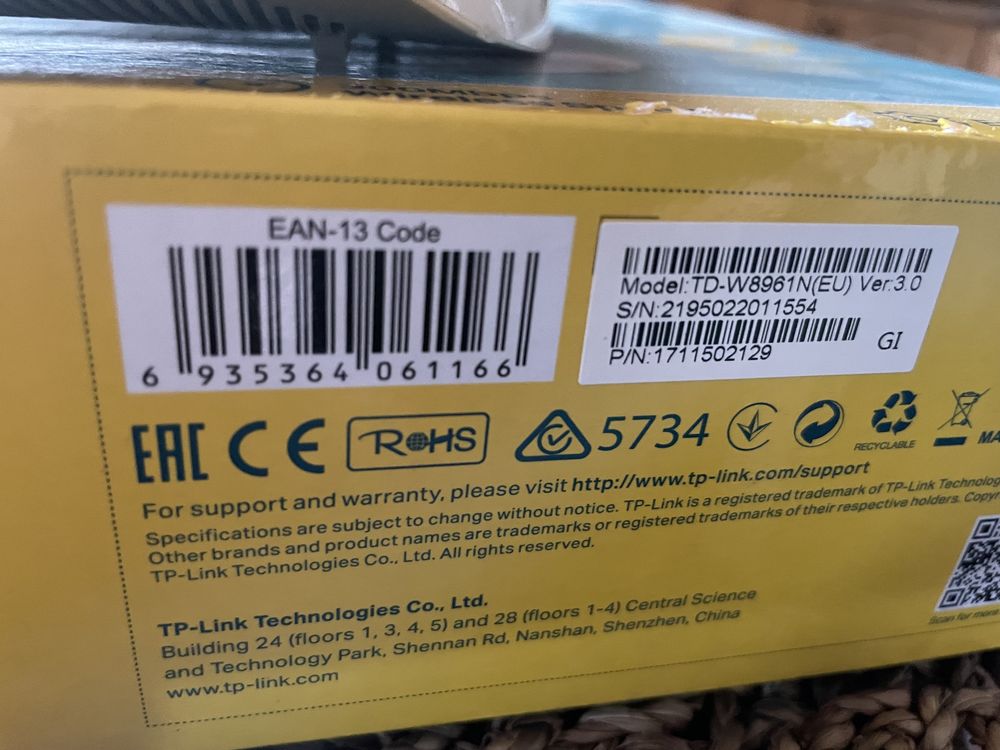 300Mbps
Wireless
EAN-13 Code
6 935364 061166
Model:TD-W8961N(EU) Ver:3.0
S/N:2195022011554
P/N:1711502129
GI
EAC CE RoHS 5734
RECYCLABLE
For support and warranty, please visit http://www.tp-link.com/support
Specifications are subject to change without notice. TP-Link is a registered trademark of TP-Link
Other brands and product names are trademarks or registered trademarks of their respective holders.
TP-Link Technologies Co., Ltd. All rights reserved.
TP-Link Technologies Co., Ltd.
Building 24 (floors 1, 3, 4, 5) and 28 (floors 1-4) Central Science
and Technology Park, Shennan Rd, Nanshan, Shenzhen, China
www.tp-link.com
Scan for more